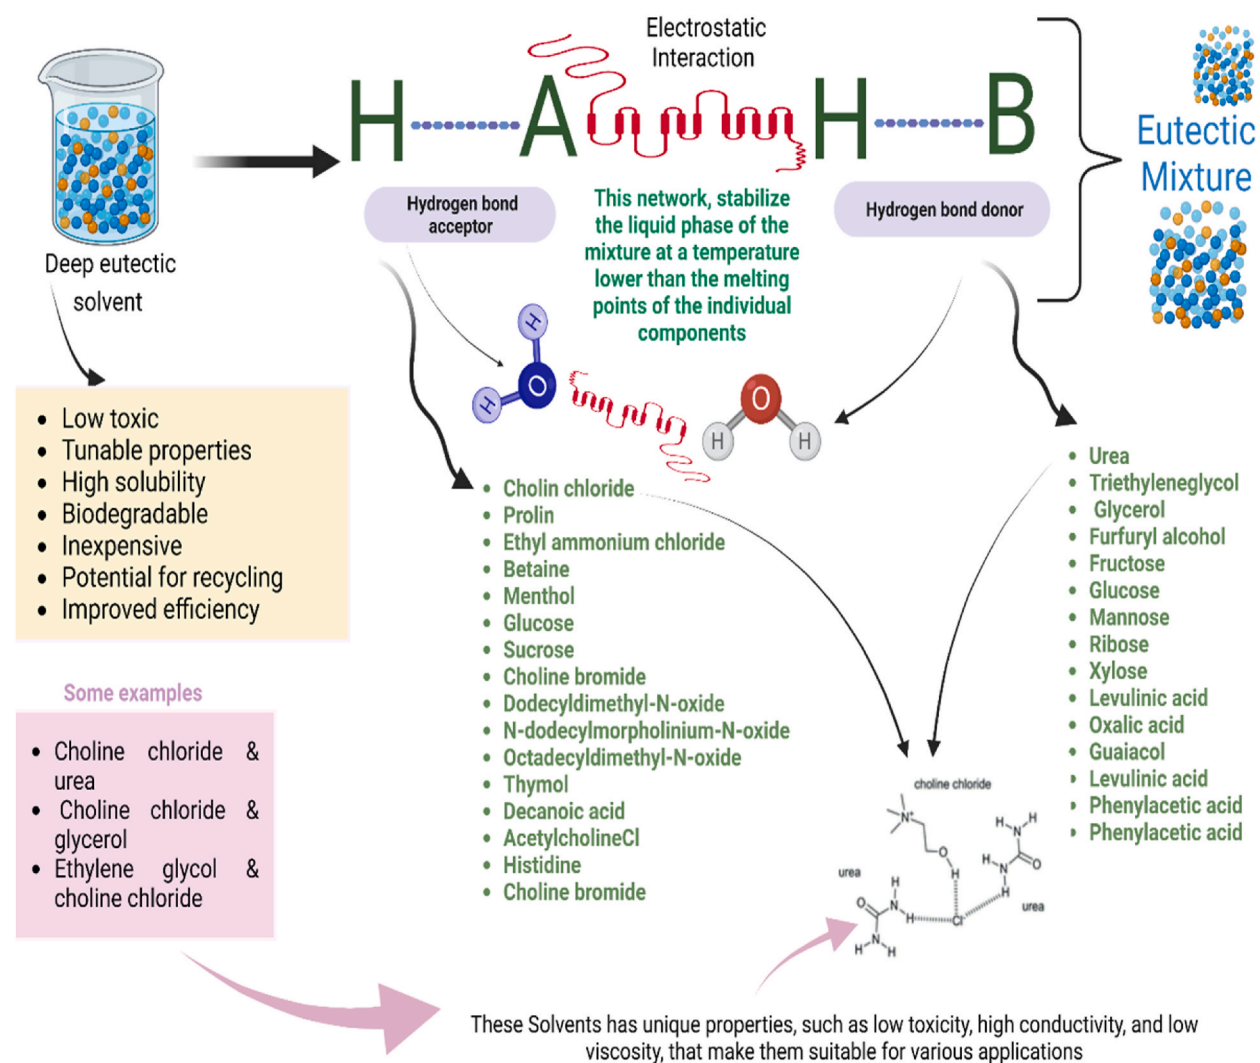 Electrostatic
Interaction
H
A
H
B
Eutectic
Mixture
Hydrogen bond
acceptor
This network, stabilize
the liquid phase of the
mixture at a temperature
lower than the melting
points of the individual
components
Hydrogen bond donor
Deep eutectic
solvent
H
H
O
O
H
H
• Low toxic
• Tunable properties
• High solubility
• Biodegradable
• Inexpensive
• Potential for recycling
• Improved efficiency
Some examples
• Choline chloride &
urea
• Choline chloride &
glycerol
• Ethylene glycol &
choline chloride
• Cholin chloride
• Prolin
• Ethyl ammonium chloride
• Betaine
• Menthol
• Glucose
• Sucrose
• Choline bromide
• Dodecyldimethyl-N-oxide
• N-dodecylmorpholinium-N-oxide
• Octadecyldimethyl-N-oxide
• Thymol
• Decanoic acid
• AcetylcholineCl
• Histidine
• Choline bromide
• Urea
• Triethyleneglycol
• Glycerol
• Furfuryl alcohol
• Fructose
• Glucose
• Mannose
• Ribose
• Xylose
• Levulinic acid
• Oxalic acid
• Guaiacol
• Levulinic acid
• Phenylacetic acid
• Phenylacetic acid
choline chloride
N+
O
H
H
N
H
H
N
O
H
urea
urea
H
O
N
H
Cl-
N
H
H
These Solvents has unique properties, such as low toxicity, high conductivity, and low
viscosity, that make them suitable for various applications